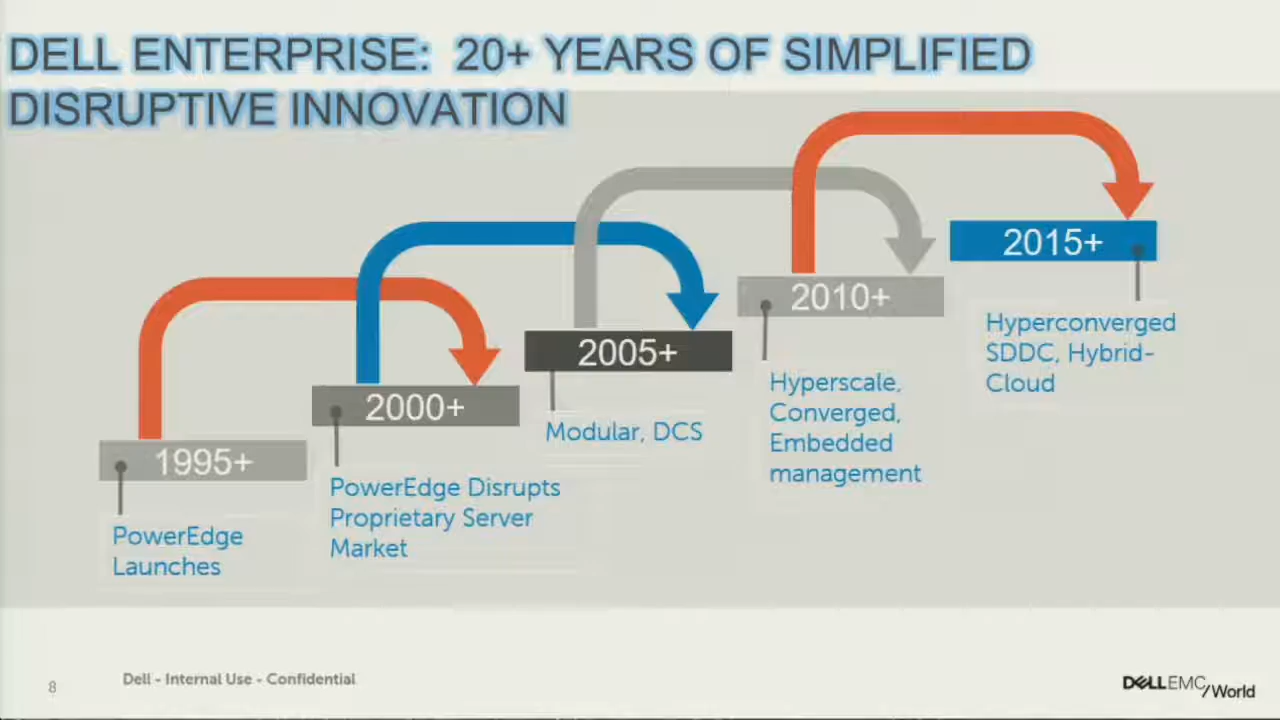 DELL ENTERPRISE: 20+ YEARS OF SIMPLIFIED
DISRUPTIVE INNOVATION
1995+
PowerEdge
Launches
2000+
PowerEdge Disrupts
Proprietary Server
Market
2005+
Modular, DCS
2010+
Hyperscale,
Converged,
Embedded
management
2015+
Hyperconverged
SDDC, Hybrid-
Cloud
8
Dell - Internal Use - Confidential
DELLEMC/World